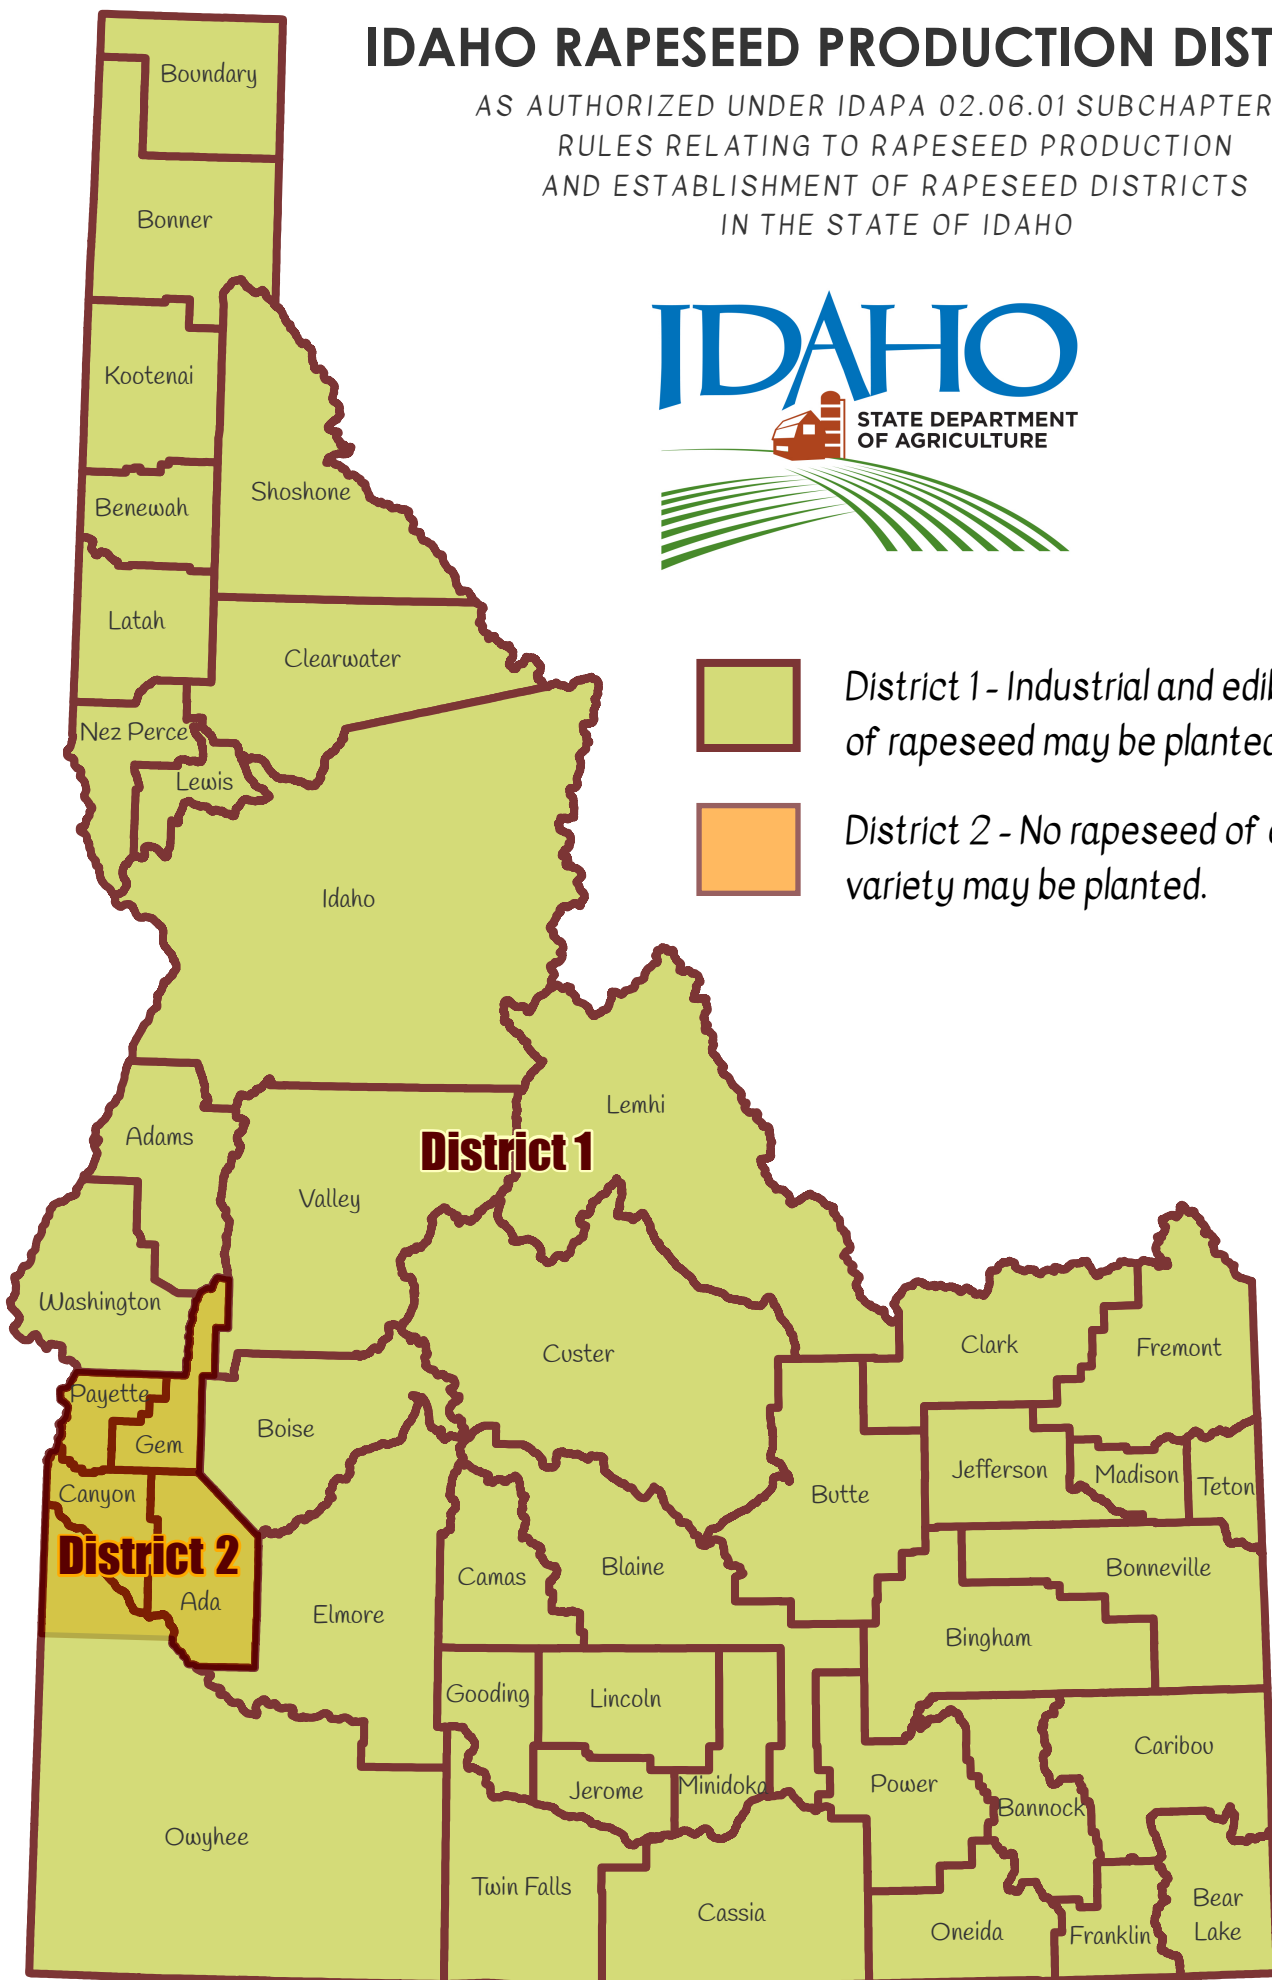 IDAHO RAPESEED PRODUCTION DIST
AS AUTHORIZED UNDER IDAPA 02.06.01 SUBCHAPTER
RULES RELATING TO RAPESEED PRODUCTION
AND ESTABLISHMENT OF RAPESEED DISTRICTS
IN THE STATE OF IDAHO
IDAHO
STATE DEPARTMENT
OF AGRICULTURE
District 1 - Industrial and edib
of rapeseed may be planted
District 2 - No rapeseed of
variety may be planted.
Boundary
Bonner
Kootenai
Shoshone
Benewah
Latah
Clearwater
Nez Perce
Lewis
Idaho
Lemhi
Adams
District 1
Valley
Washington
Custer
Clark
Fremont
Payette
Boise
Gem
Jefferson
Madison
Teton
Canyon
Butte
District 2
Camas
Blaine
Bonneville
Ada
Elmore
Bingham
Gooding
Lincoln
Caribou
Jerome
Minidoka
Power
Bannock
Owyhee
Twin Falls
Cassia
Oneida
Franklin
Bear
Lake